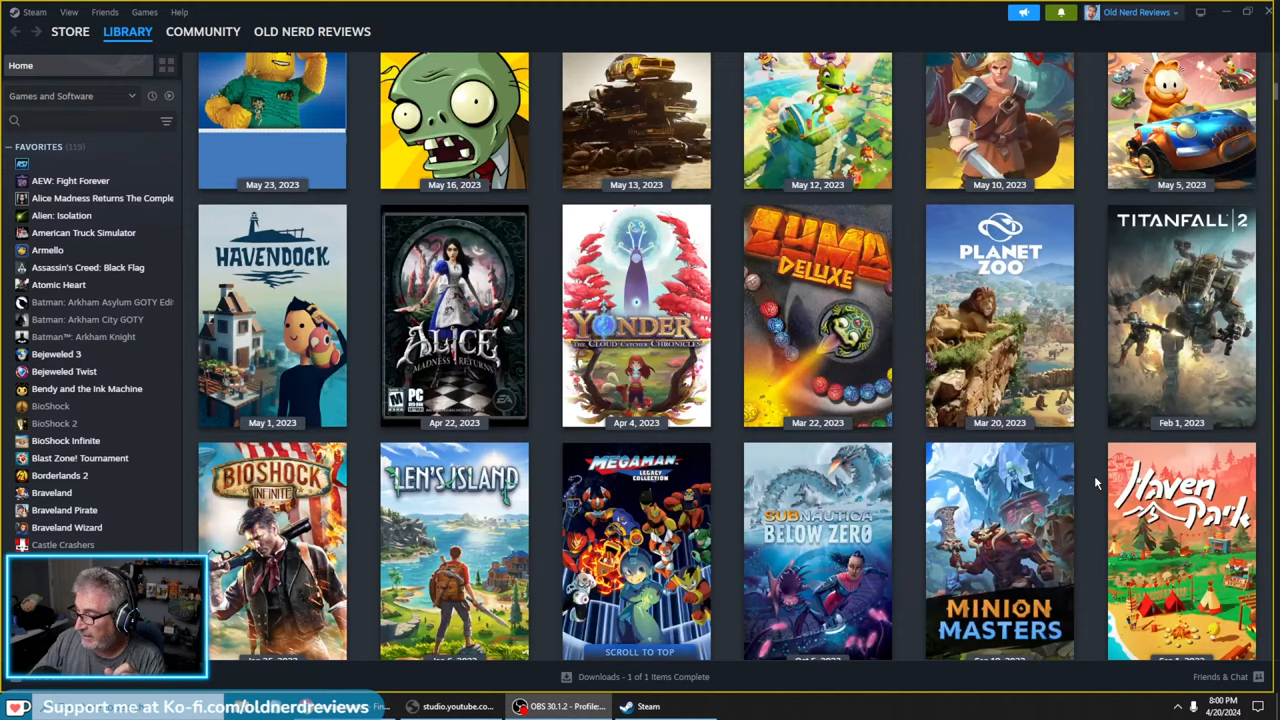 Steam View Friends Games Help
Old Nerd Reviews
STORE LIBRARY COMMUNITY OLD NERD REVIEWS
Home
Games and Software
FAVORITES (119)
AEW: Fight Forever
Alice Madness Returns The Comple
Alien: Isolation
American Truck Simulator
Armello
Assassin's Creed: Black Flag
Atomic Heart
Batman: Arkham Asylum GOTY Edi
Batman: Arkham City GOTY
Batman™: Arkham Knight
Bejeweled 3
Bejeweled Twist
Bendy and the Ink Machine
BioShock
BioShock 2
BioShock Infinite
Blast Zone! Tournament
Borderlands 2
Braveland
Braveland Pirate
Braveland Wizard
Castle Crashers
May 23, 2023
May 16, 2023
May 13, 2023
May 12, 2023
May 10, 2023
May 5, 2023
HAVENDOCK
May 1, 2023
ALICE
MADNESS RETURNS
M
PC
EA
Apr 22, 2023
YONDER
THE CLOUD-CATCHER CHRONICLES
Apr 4, 2023
ZUMA
DELUXE
Mar 22, 2023
PLANET
ZOO
Mar 20, 2023
TITANFALL 2
Feb 1, 2023
BIOSHOCK
INFINITE
LEN'S ISLAND
MEGAMAN
LEGACY COLLECTION
SUBNAUTICA
BELOW ZERO
MINION
MASTERS
Haven
Park
SCROLL TO TOP
Downloads - 1 of 1 Items Complete
Friends & Chat
Support me at Ko-fi.com/oldnerdreviews
studio.youtube.co...
OBS 30.1.2 - Profile:...
Steam
8:00 PM
4/20/2024